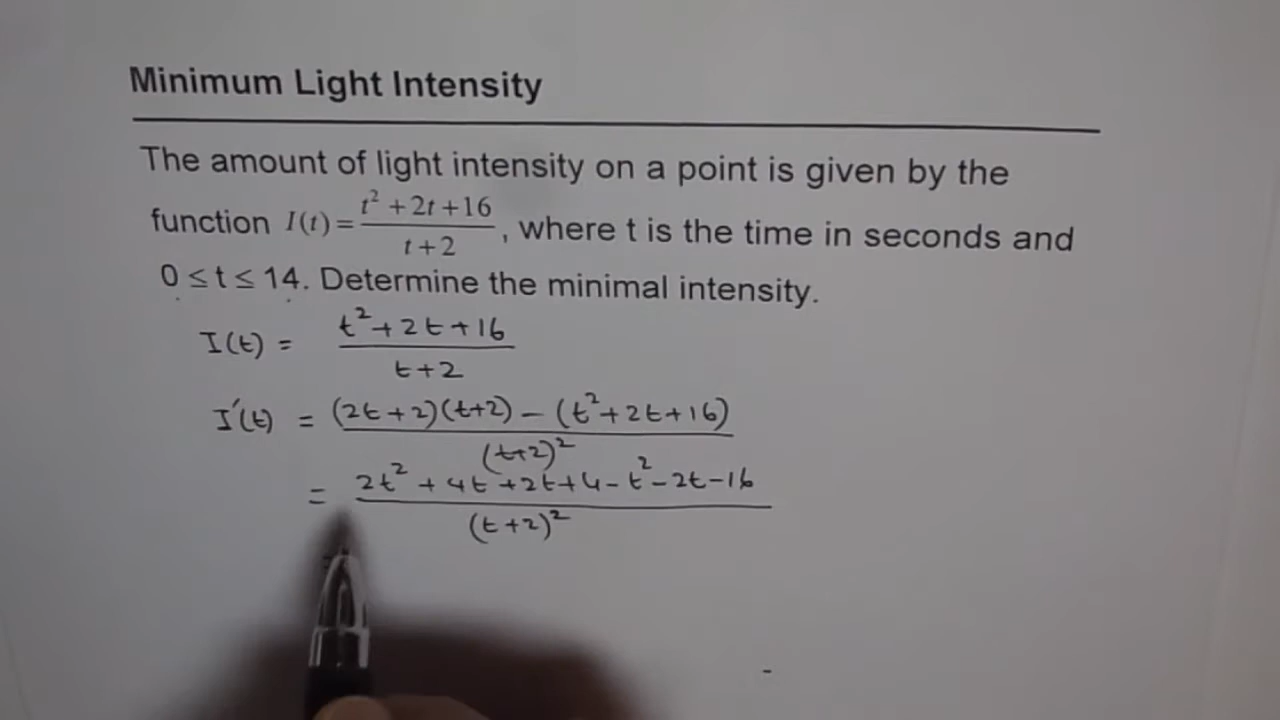 Minimum Light Intensity
The amount of light intensity on a point is given by the
function I(t) = (t² + 2t + 16)/(t + 2), where t is the time in seconds and
0 ≤ t ≤ 14. Determine the minimal intensity.
I(t) = (t² + 2t + 16)/(t + 2)
I'(t) = ((2t + 2)(t + 2) − (t² + 2t + 16))/(t + 2)²
= (2t² + 4t + 2t + 4 − t² − 2t − 16)/(t + 2)²